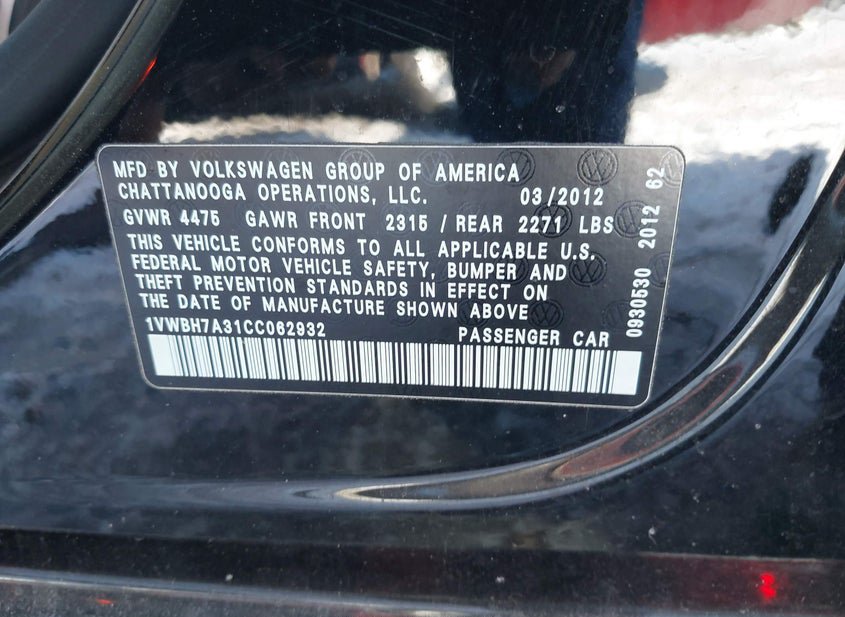 MFD BY VOLKSWAGEN GROUP OF AMERICA
CHATTANOOGA OPERATIONS, LLC. 03/2012
GVWR 4475 GAWR FRONT 2315 / REAR 2271 LBS
THIS VEHICLE CONFORMS TO ALL APPLICABLE U.S.
FEDERAL MOTOR VEHICLE SAFETY, BUMPER AND
THEFT PREVENTION STANDARDS IN EFFECT ON
THE DATE OF MANUFACTURE SHOWN ABOVE
1VWBH7A31CC062932 PASSENGER CAR
0930530 2012 62